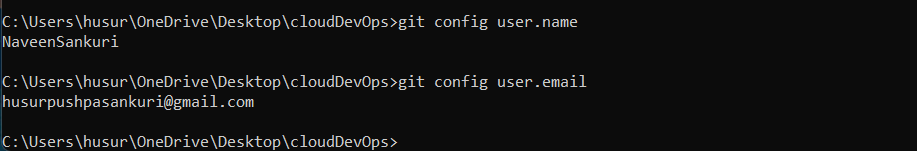 C:\Users\husur\OneDrive\Desktop\cloudDevOps>git config user.name
NaveenSankuri
C:\Users\husur\OneDrive\Desktop\cloudDevOps>git config user.email
husurpushpasankuri@gmail.com
C:\Users\husur\OneDrive\Desktop\cloudDevOps>